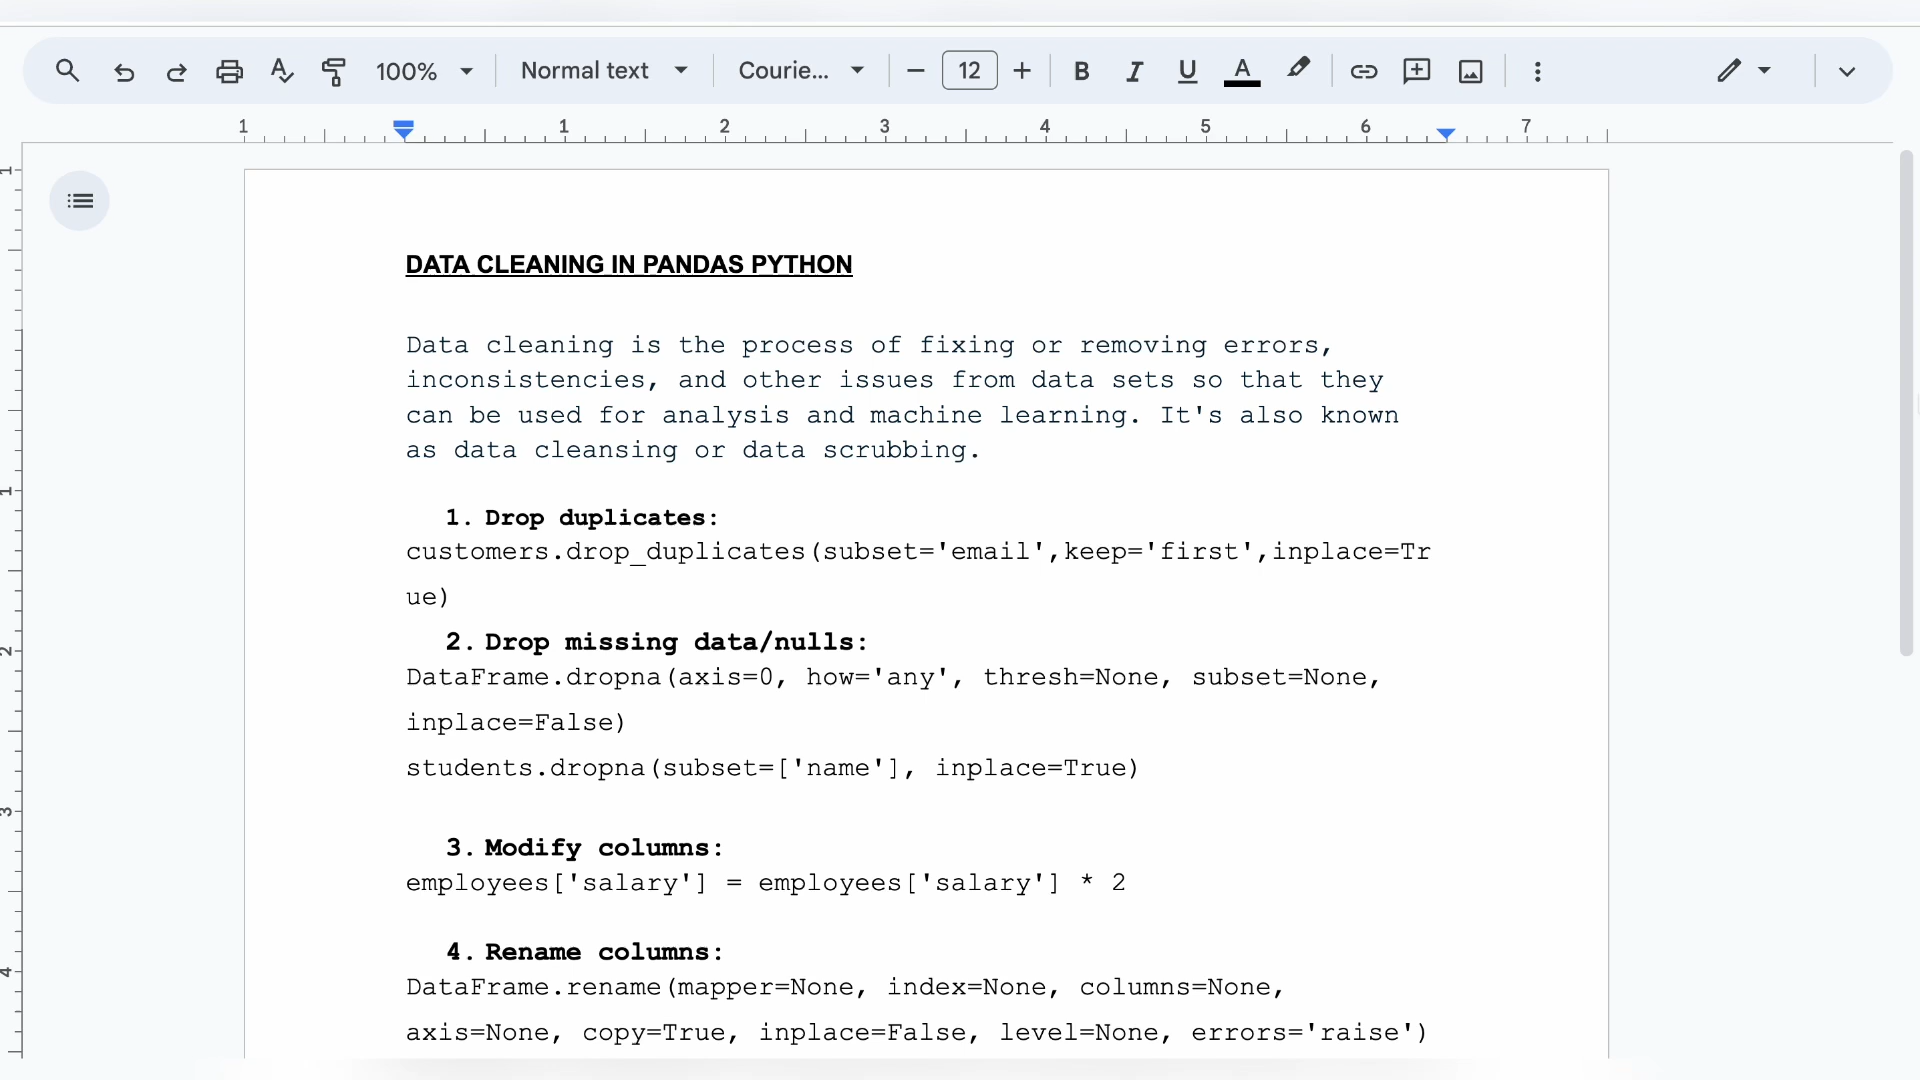 100% Normal text Courie... 12
1 1 2 3 4 5 6 7
DATA CLEANING IN PANDAS PYTHON
Data cleaning is the process of fixing or removing errors,
inconsistencies, and other issues from data sets so that they
can be used for analysis and machine learning. It's also known
as data cleansing or data scrubbing.
1. Drop duplicates:
customers.drop_duplicates(subset='email',keep='first',inplace=Tr
ue)
2. Drop missing data/nulls:
DataFrame.dropna(axis=0, how='any', thresh=None, subset=None,
inplace=False)
students.dropna(subset=['name'], inplace=True)
3. Modify columns:
employees['salary'] = employees['salary'] * 2
4. Rename columns:
DataFrame.rename(mapper=None, index=None, columns=None,
axis=None, copy=True, inplace=False, level=None, errors='raise')
1
1
2
3
4